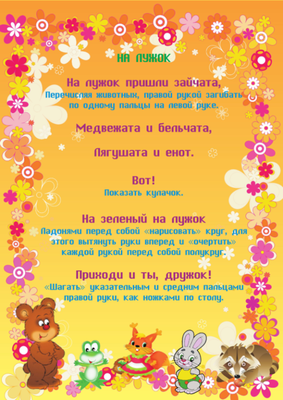 НА ЛУЖОК
На лужок пришли зайчата,
Перечисляя животных, правой рукой загибать
по одному пальцы на левой руке.
Медвежата и бельчата,
Лягушата и енот.
Вот!
Показать кулачок.
На зеленый на лужок
Ладонями перед собой «нарисовать» круг, для
этого вытянуть руки вперед и «очертить»
каждой рукой перед собой полукруг.
Приходи и ты, дружок!
«Шагать» указательным и средним пальцами
правой руки, как ножками по столу.